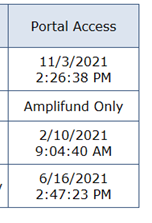 Portal Access
11/3/2021
2:26:38 PM
Amplifund Only
2/10/2021
9:04:40 AM
6/16/2021
2:47:23 PM